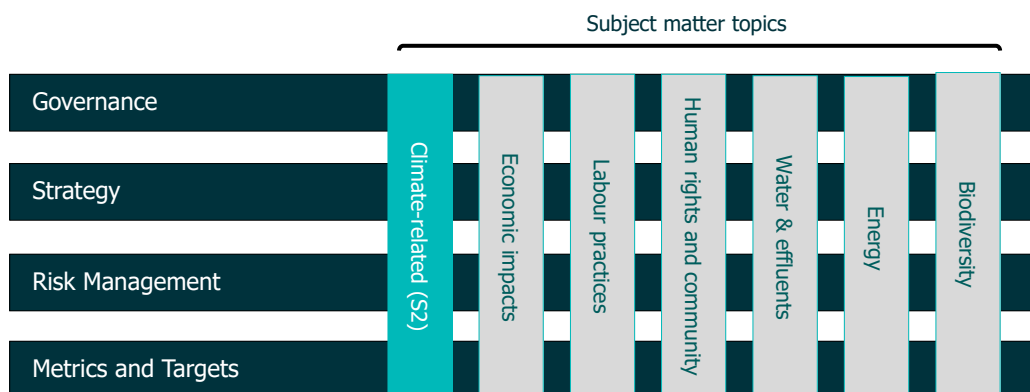 Subject matter topics
Governance
Strategy
Risk Management
Metrics and Targets
Climate-related (S2)
Economic impacts
Labour practices
Human rights and community
Water & effluents
Energy
Biodiversity